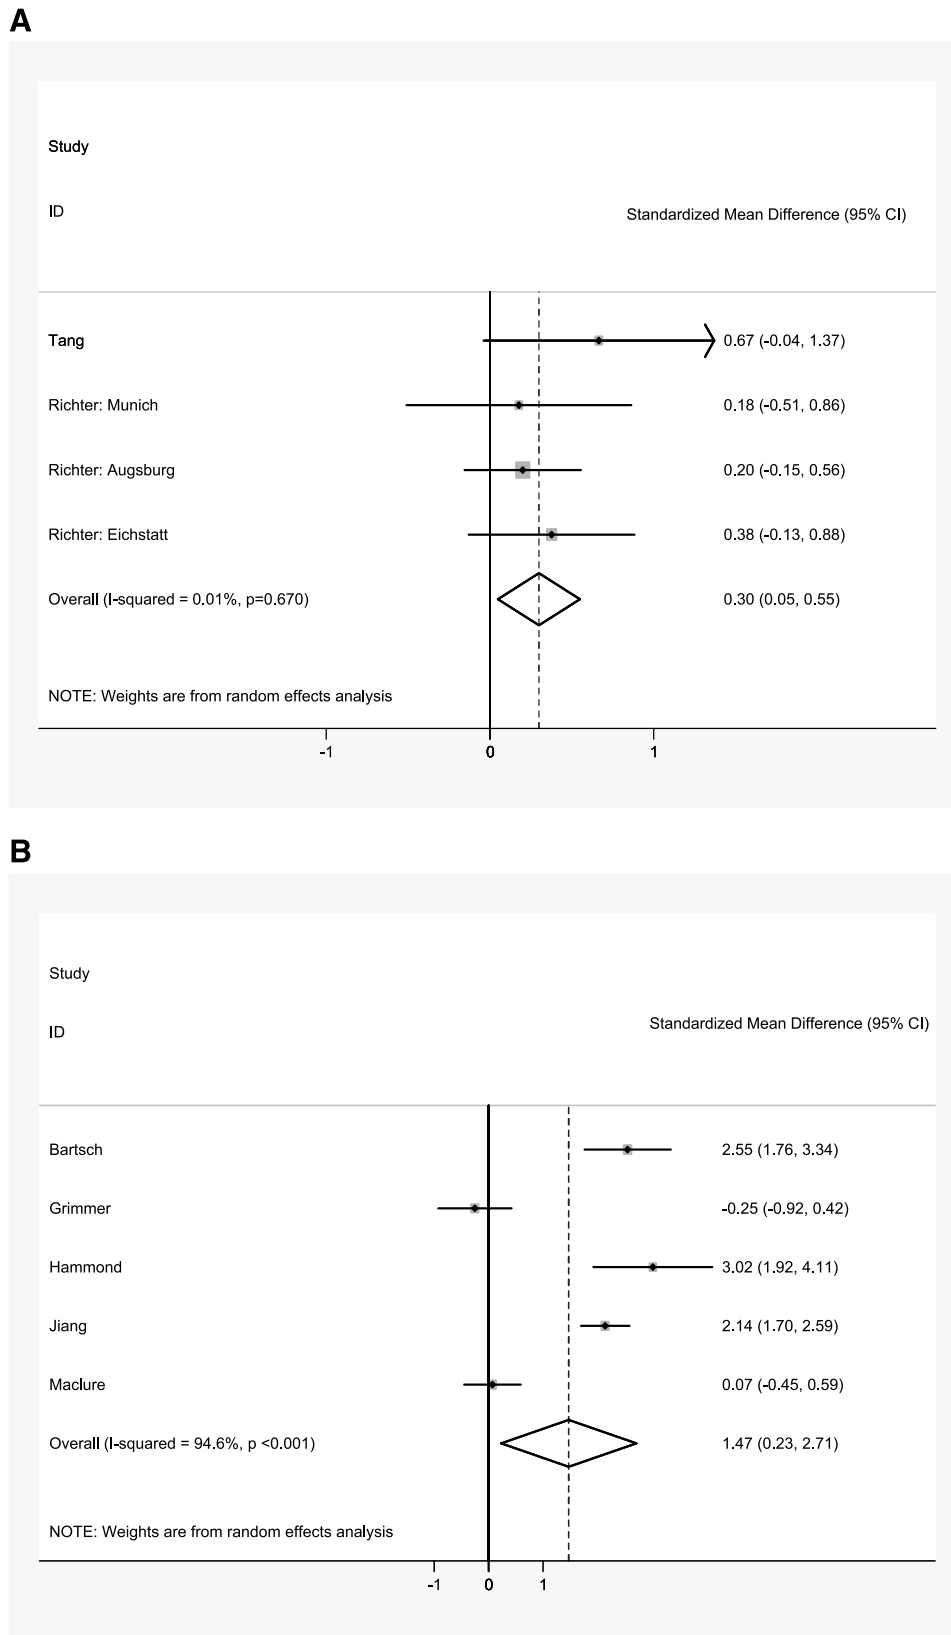 A
Study
ID
Standardized Mean Difference (95% CI)
Tang 0.67 (-0.04, 1.37)
Richter: Munich 0.18 (-0.51, 0.86)
Richter: Augsburg 0.20 (-0.15, 0.56)
Richter: Eichstatt 0.38 (-0.13, 0.88)
Overall (I-squared = 0.01%, p=0.670) 0.30 (0.05, 0.55)
NOTE: Weights are from random effects analysis
-1 0 1
B
Study
Standardized Mean Difference (95% CI)
ID
Bartsch 2.55 (1.76, 3.34)
Grimmer -0.25 (-0.92, 0.42)
Hammond 3.02 (1.92, 4.11)
Jiang 2.14 (1.70, 2.59)
Maclure 0.07 (-0.45, 0.59)
Overall (I-squared = 94.6%, p <0.001) 1.47 (0.23, 2.71)
NOTE: Weights are from random effects analysis
-1 0 1